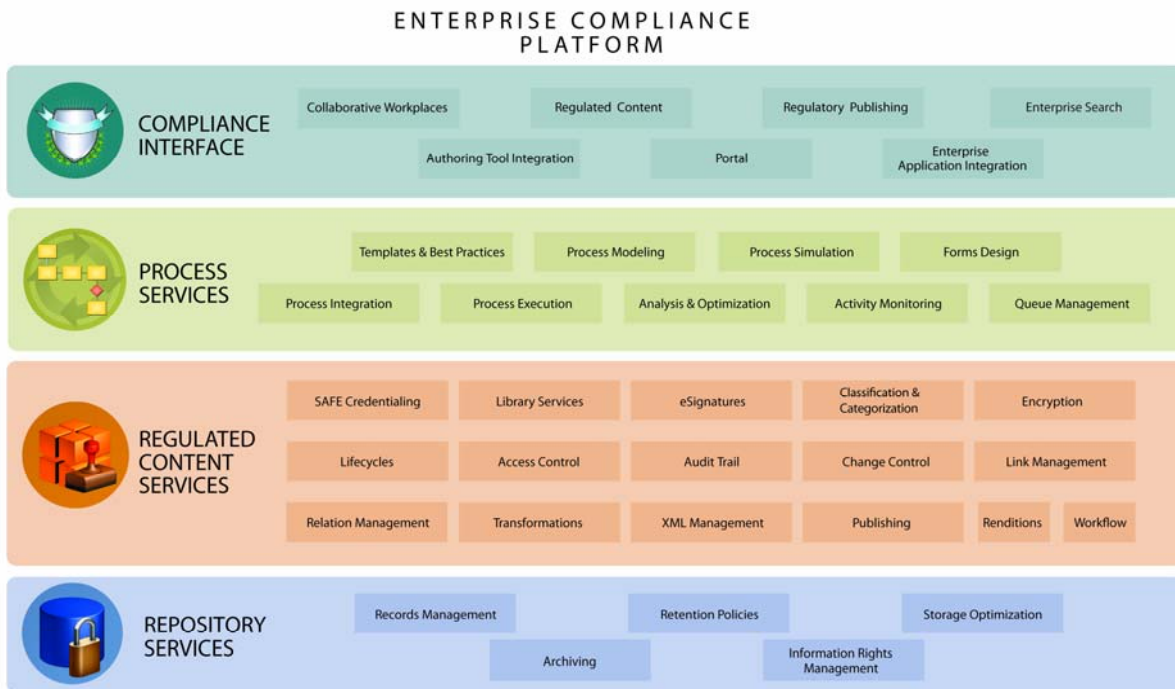 ENTERPRISE COMPLIANCE
PLATFORM
COMPLIANCE
INTERFACE
Collaborative Workplaces
Regulated Content
Regulatory Publishing
Enterprise Search
Authoring Tool Integration
Portal
Enterprise
Application Integration
PROCESS
SERVICES
Templates & Best Practices
Process Modeling
Process Simulation
Forms Design
Process Integration
Process Execution
Analysis & Optimization
Activity Monitoring
Queue Management
REGULATED
CONTENT
SERVICES
SAFE Credentialing
Library Services
eSignatures
Classification &
Categorization
Encryption
Lifecycles
Access Control
Audit Trail
Change Control
Link Management
Relation Management
Transformations
XML Management
Publishing
Renditions
Workflow
REPOSITORY
SERVICES
Records Management
Retention Policies
Storage Optimization
Archiving
Information Rights
Management